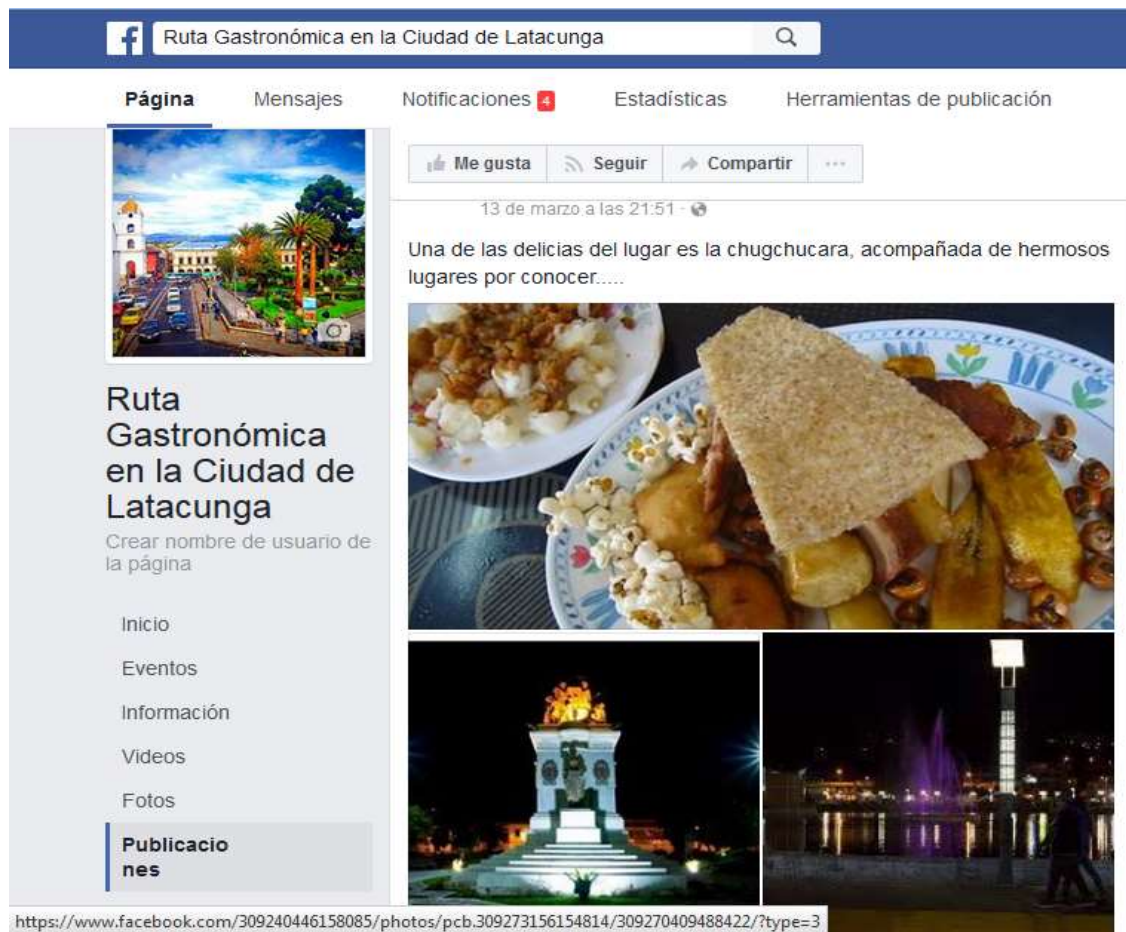 f
Ruta Gastronómica en la Ciudad de Latacunga
Página Mensajes Notificaciones 4 Estadísticas Herramientas de publicación
Me gusta Seguir Compartir ...
13 de marzo a las 21:51 ·
Una de las delicias del lugar es la chugchucara, acompañada de hermosos
lugares por conocer.....
Ruta
Gastronómica
en la Ciudad de
Latacunga
Crear nombre de usuario de
la página
Inicio
Eventos
Información
Videos
Fotos
Publicacio
nes
https://www.facebook.com/309240446158085/photos/pcb.309273156154814/309270409488422/?type=3